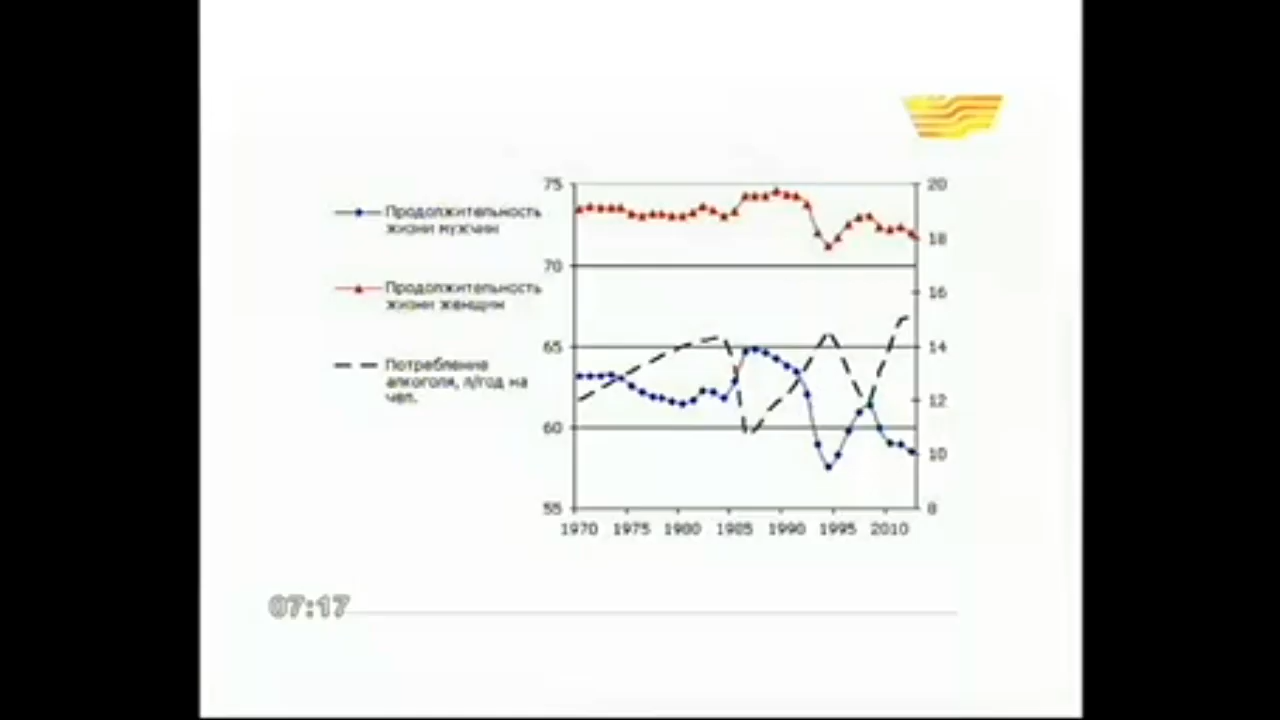 75
20
Продолжительность
жизни мужчин
18
70
Продолжительность
жизни женщин
16
65
14
Потребление
алкоголя, л/год на
чел.
12
60
10
55
8
1970 1975 1980 1985 1990 1995 2010
07:17